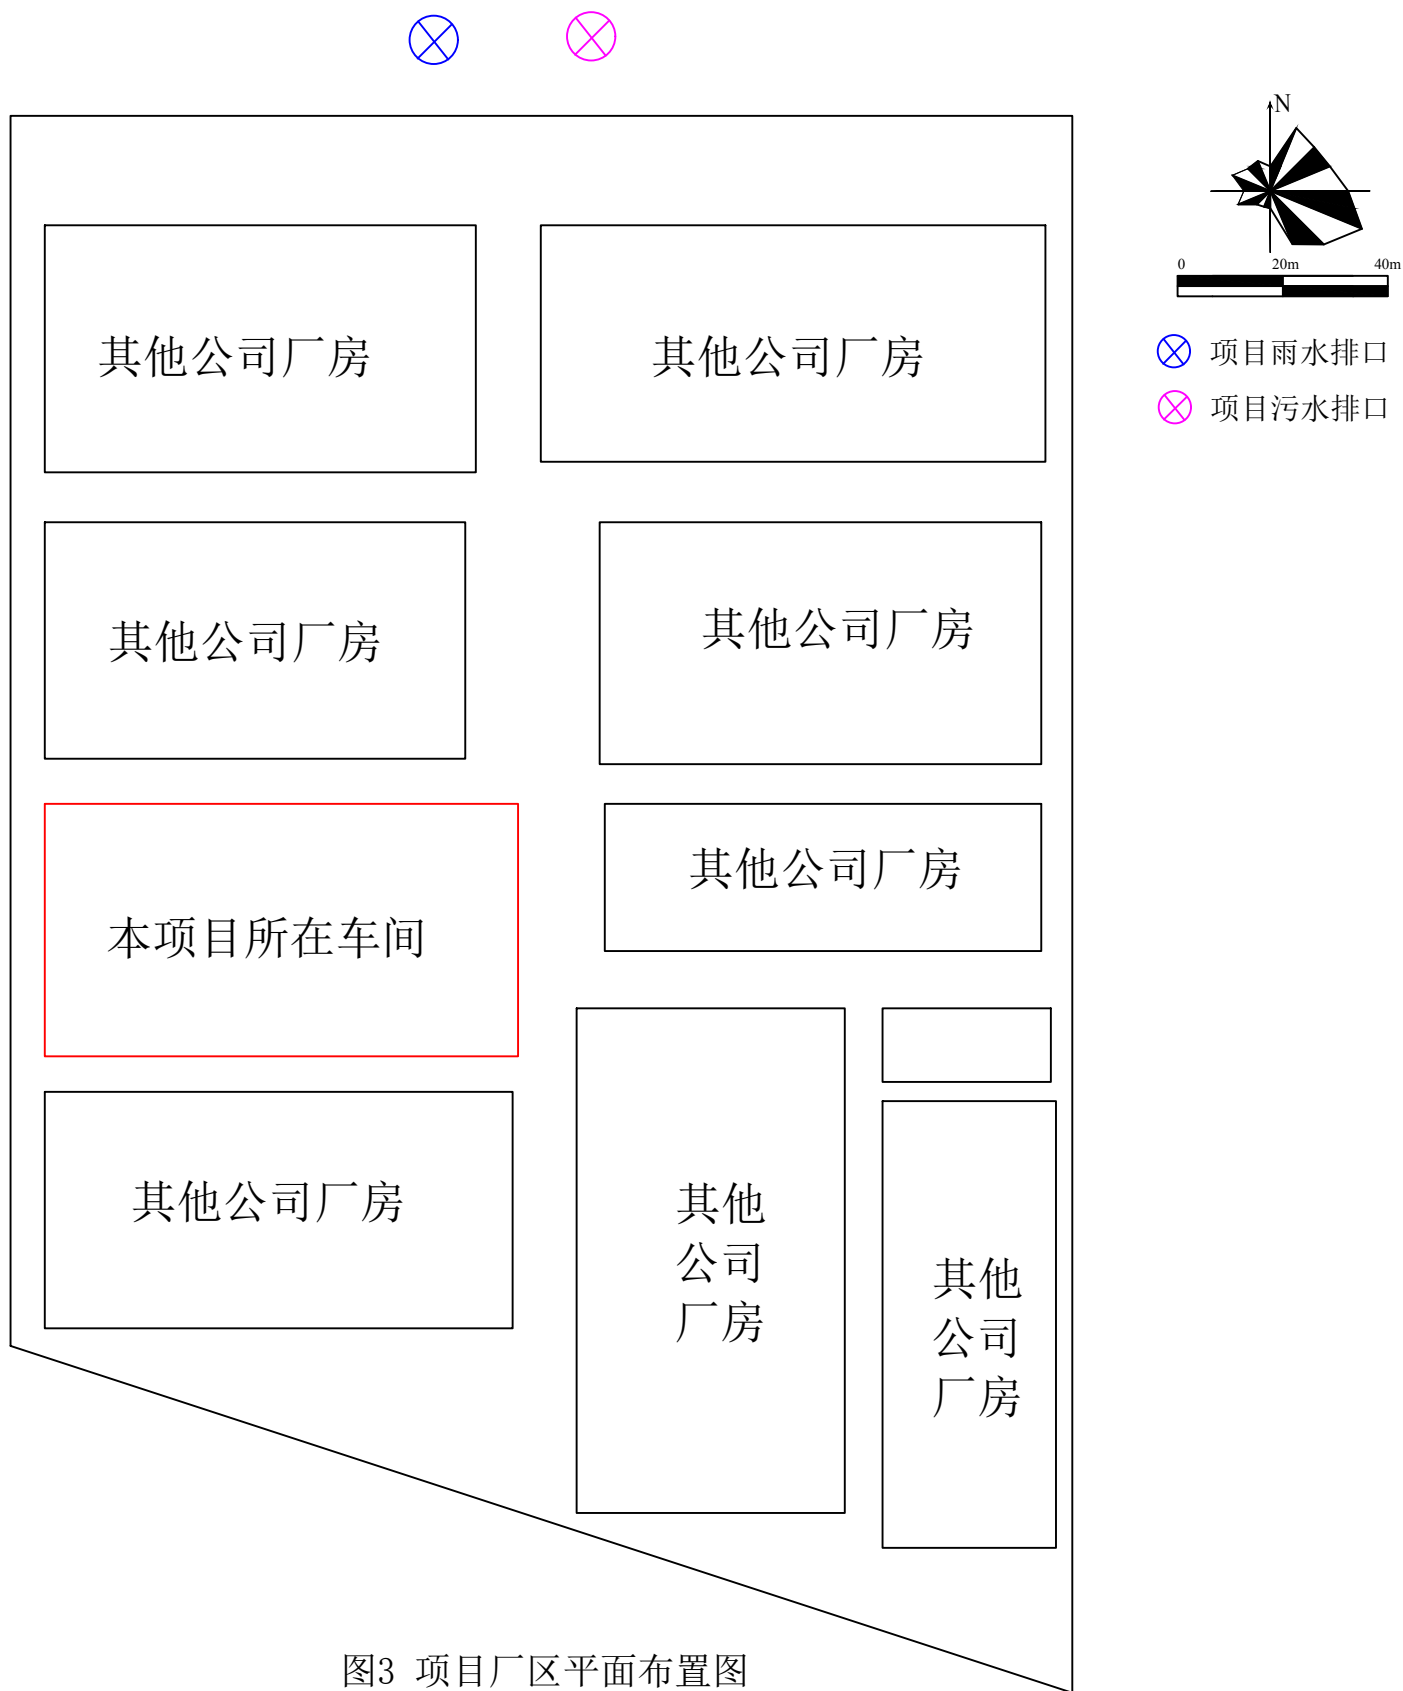 N
0 20m 40m
项目雨水排口
项目污水排口
其他公司厂房
其他公司厂房
其他公司厂房
其他公司厂房
本项目所在车间
其他公司厂房
其他公司厂房
其他
公司
厂房
其他
公司
厂房
图3 项目厂区平面布置图